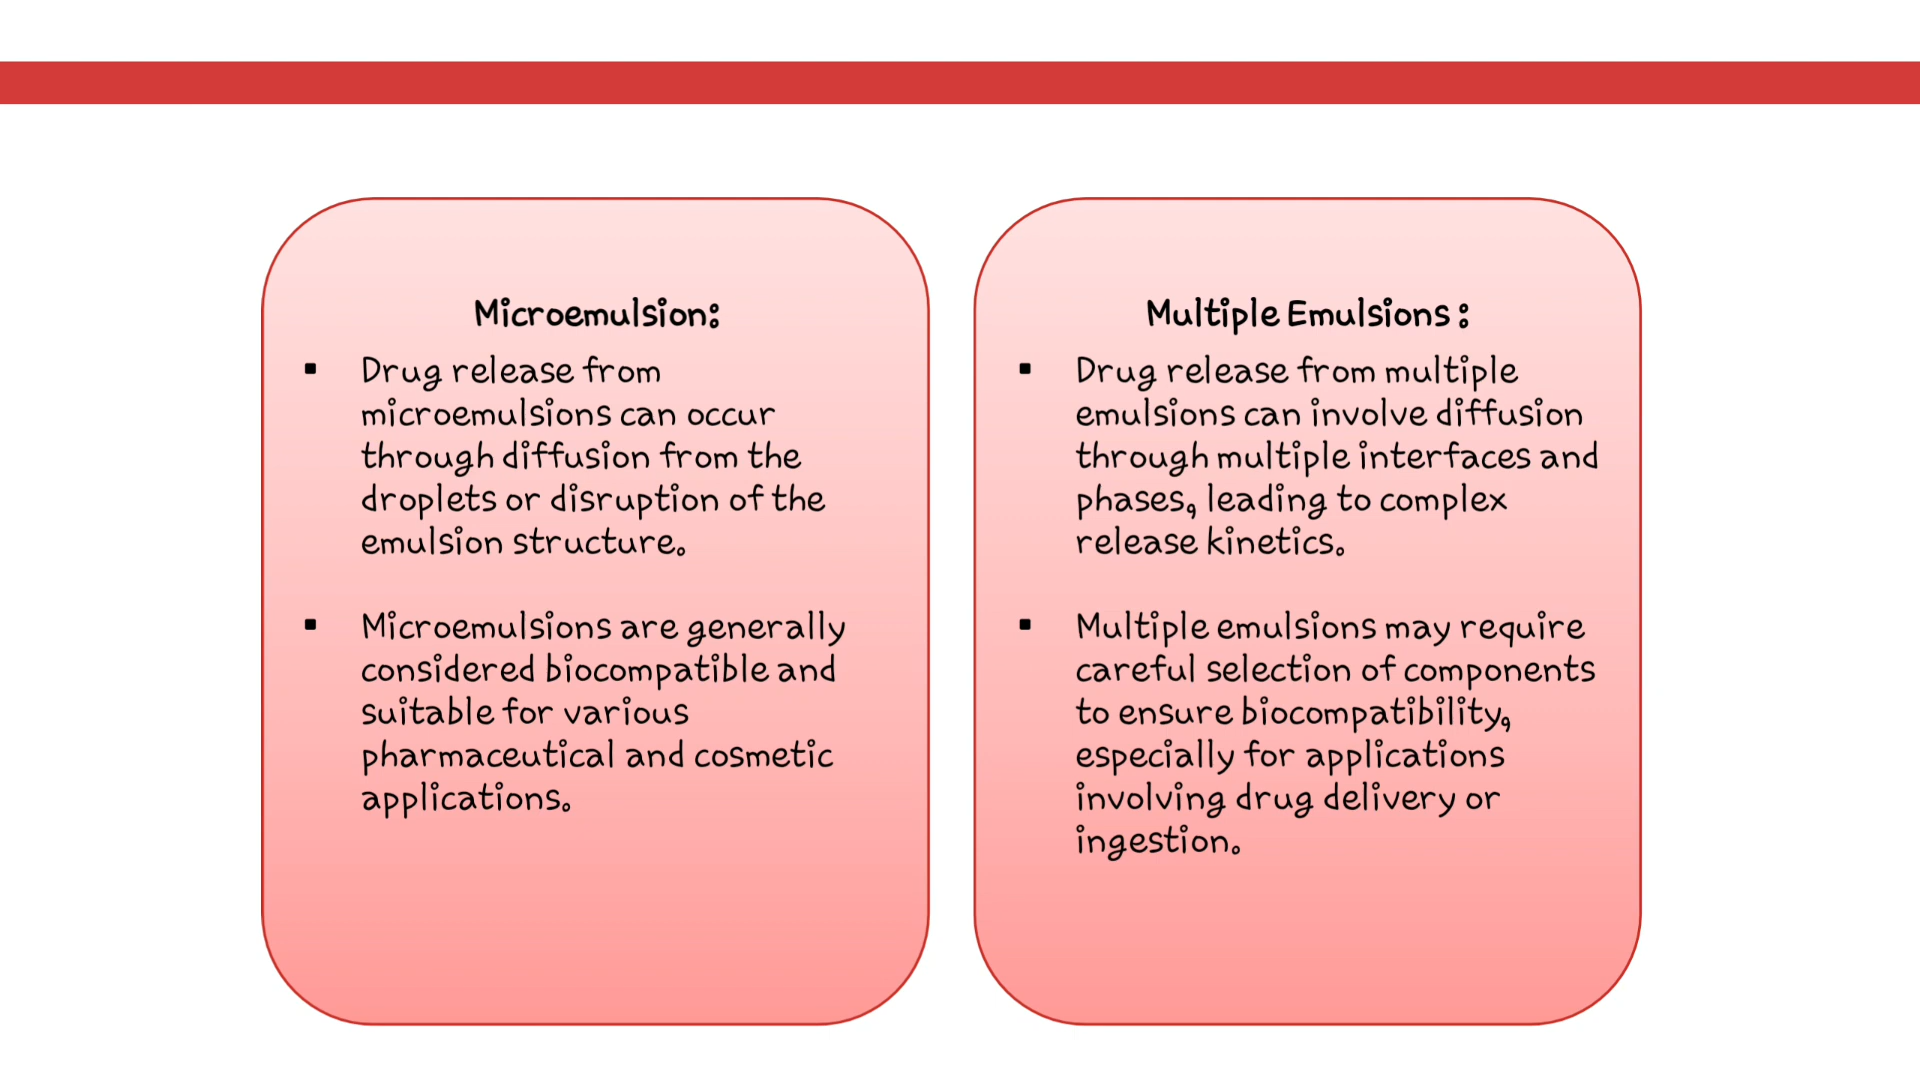 Microemulsion:
▪ Drug release from
microemulsions can occur
through diffusion from the
droplets or disruption of the
emulsion structure.
▪ Microemulsions are generally
considered biocompatible and
suitable for various
pharmaceutical and cosmetic
applications.
Multiple Emulsions :
▪ Drug release from multiple
emulsions can involve diffusion
through multiple interfaces and
phases, leading to complex
release kinetics.
▪ Multiple emulsions may require
careful selection of components
to ensure biocompatibility,
especially for applications
involving drug delivery or
ingestion.